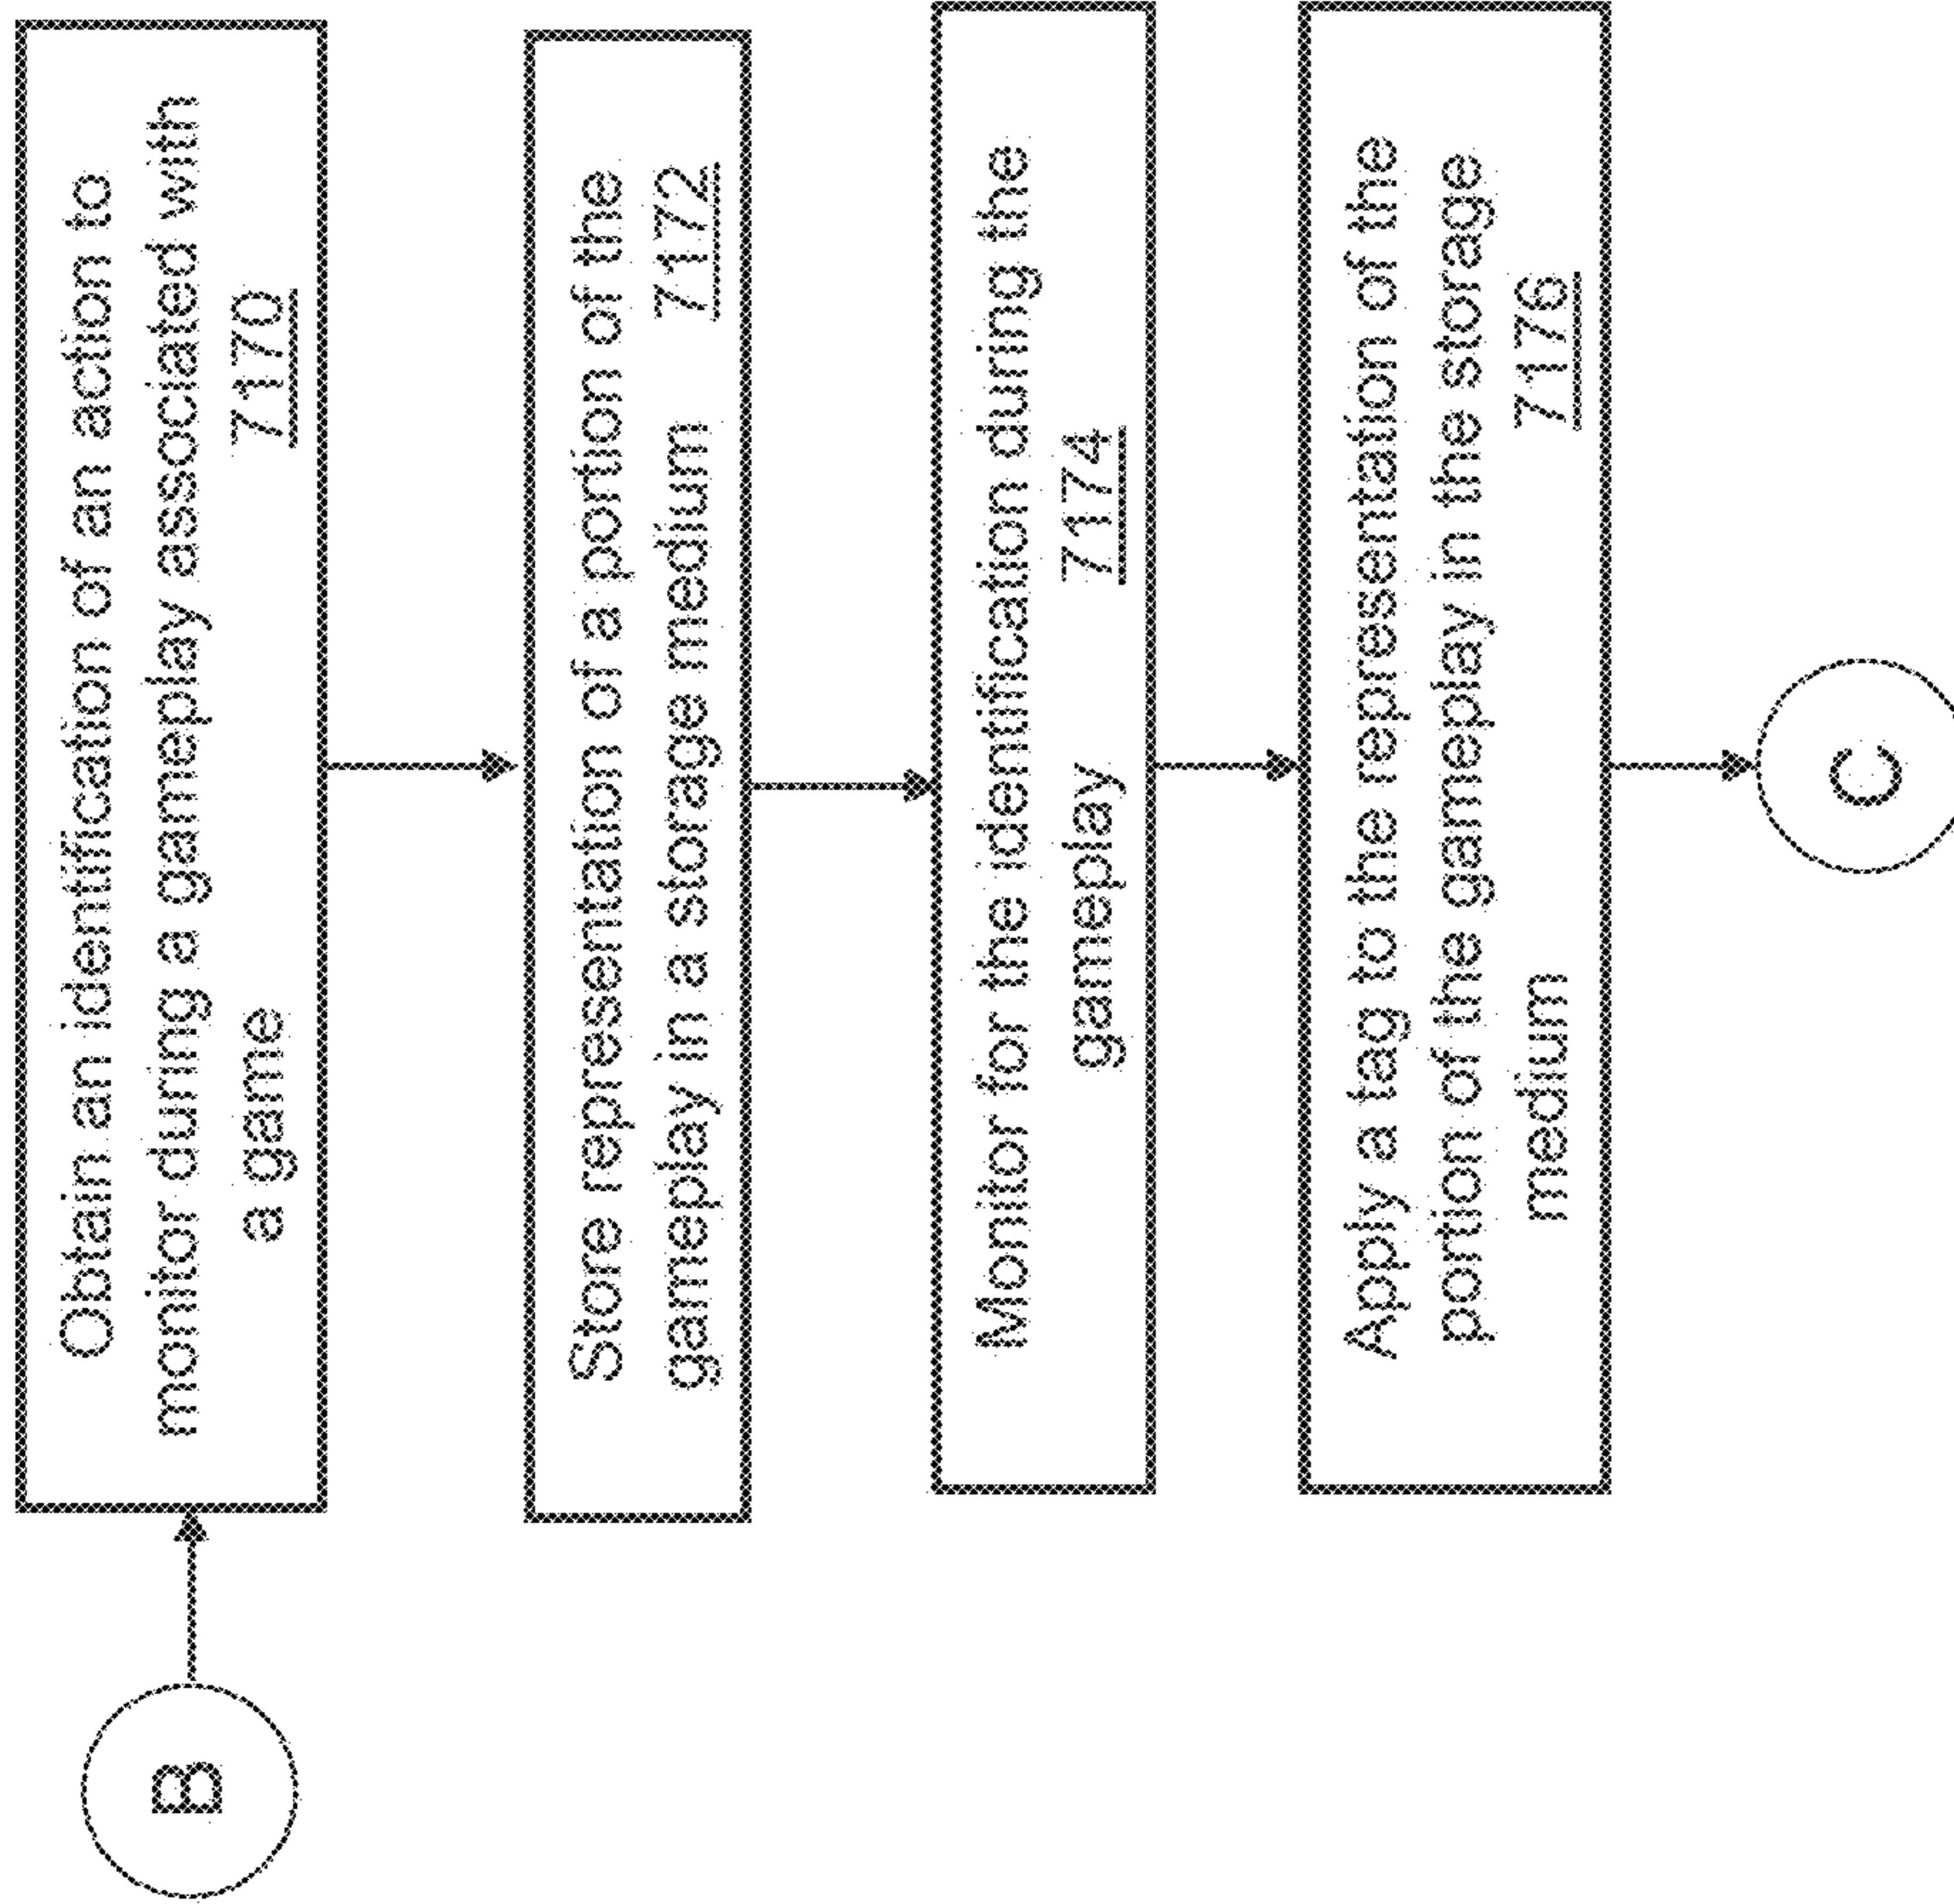 B
Obtain an identification of an action to
monitor during a gameplay associated with
a game 7170
Store representation of a portion of the
gameplay in a storage medium 7172
Monitor for the identification during the
gameplay 7174
Apply a tag to the representation of the
portion of the gameplay in the storage
medium 7176
C